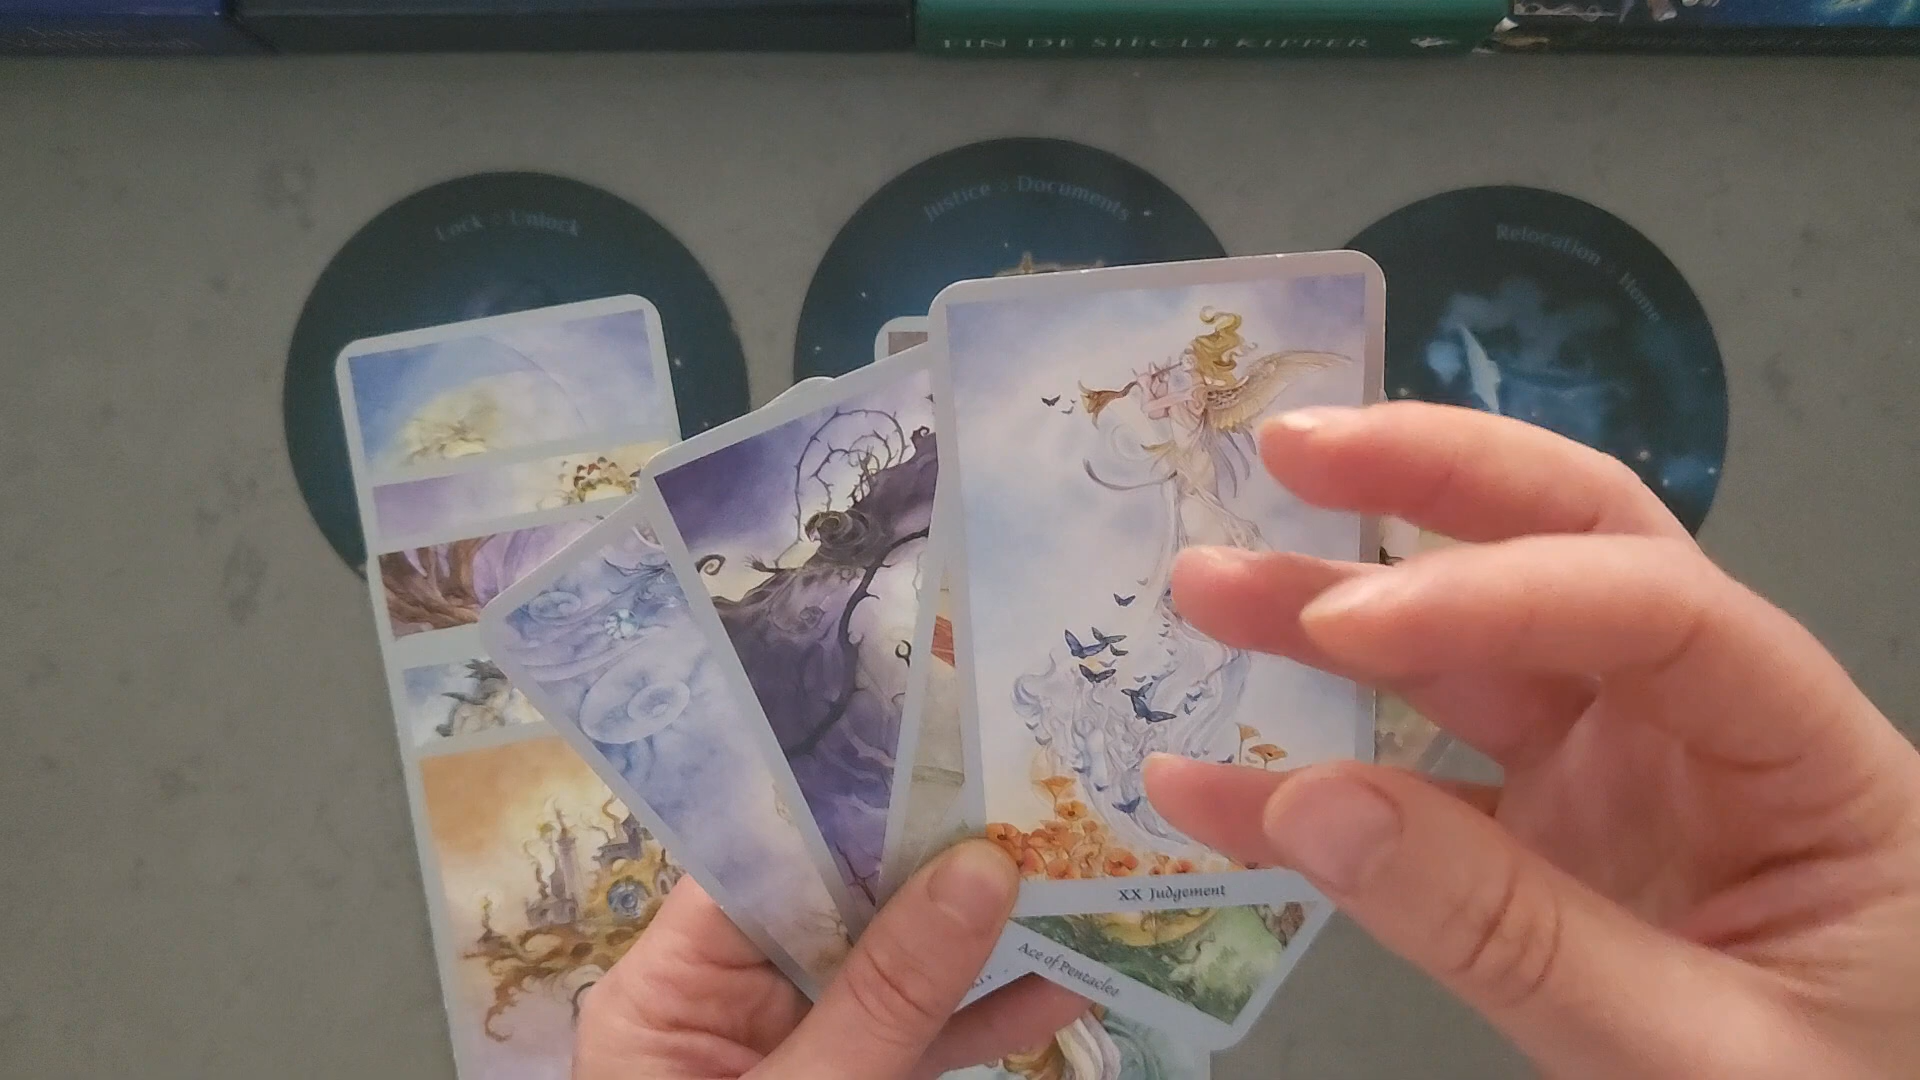 FIN DE SIÈCLE KIPPER
Lock : Unlock
Justice : Documents
Relocation : Home
XX Judgement
Ace of Pentacles